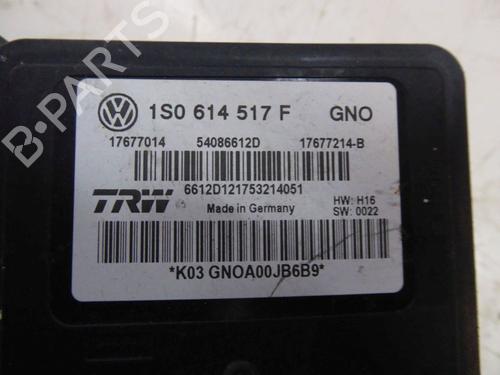 B-PARTS
1S0 614 517 F GNO
17677014 54086612D 17677214-B
6612D121753214051
TRW Made in Germany HW: H16
SW: 0022
*K03 GNOA00JB6B9*